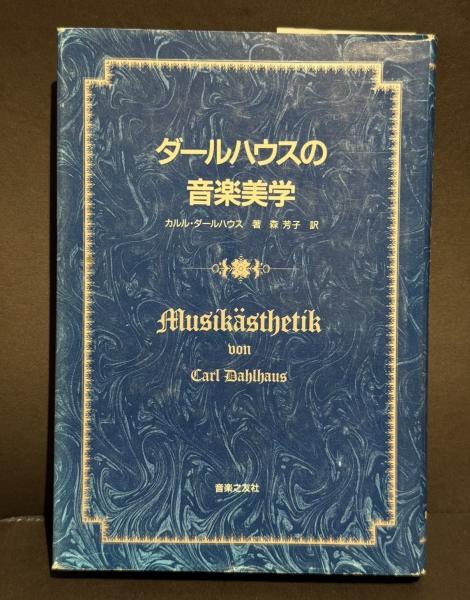 ダールハウスの
音楽美学
カルル・ダールハウス 著 森 芳子 訳
Musikästhetik
von
Carl Dahlhaus
音楽之友社